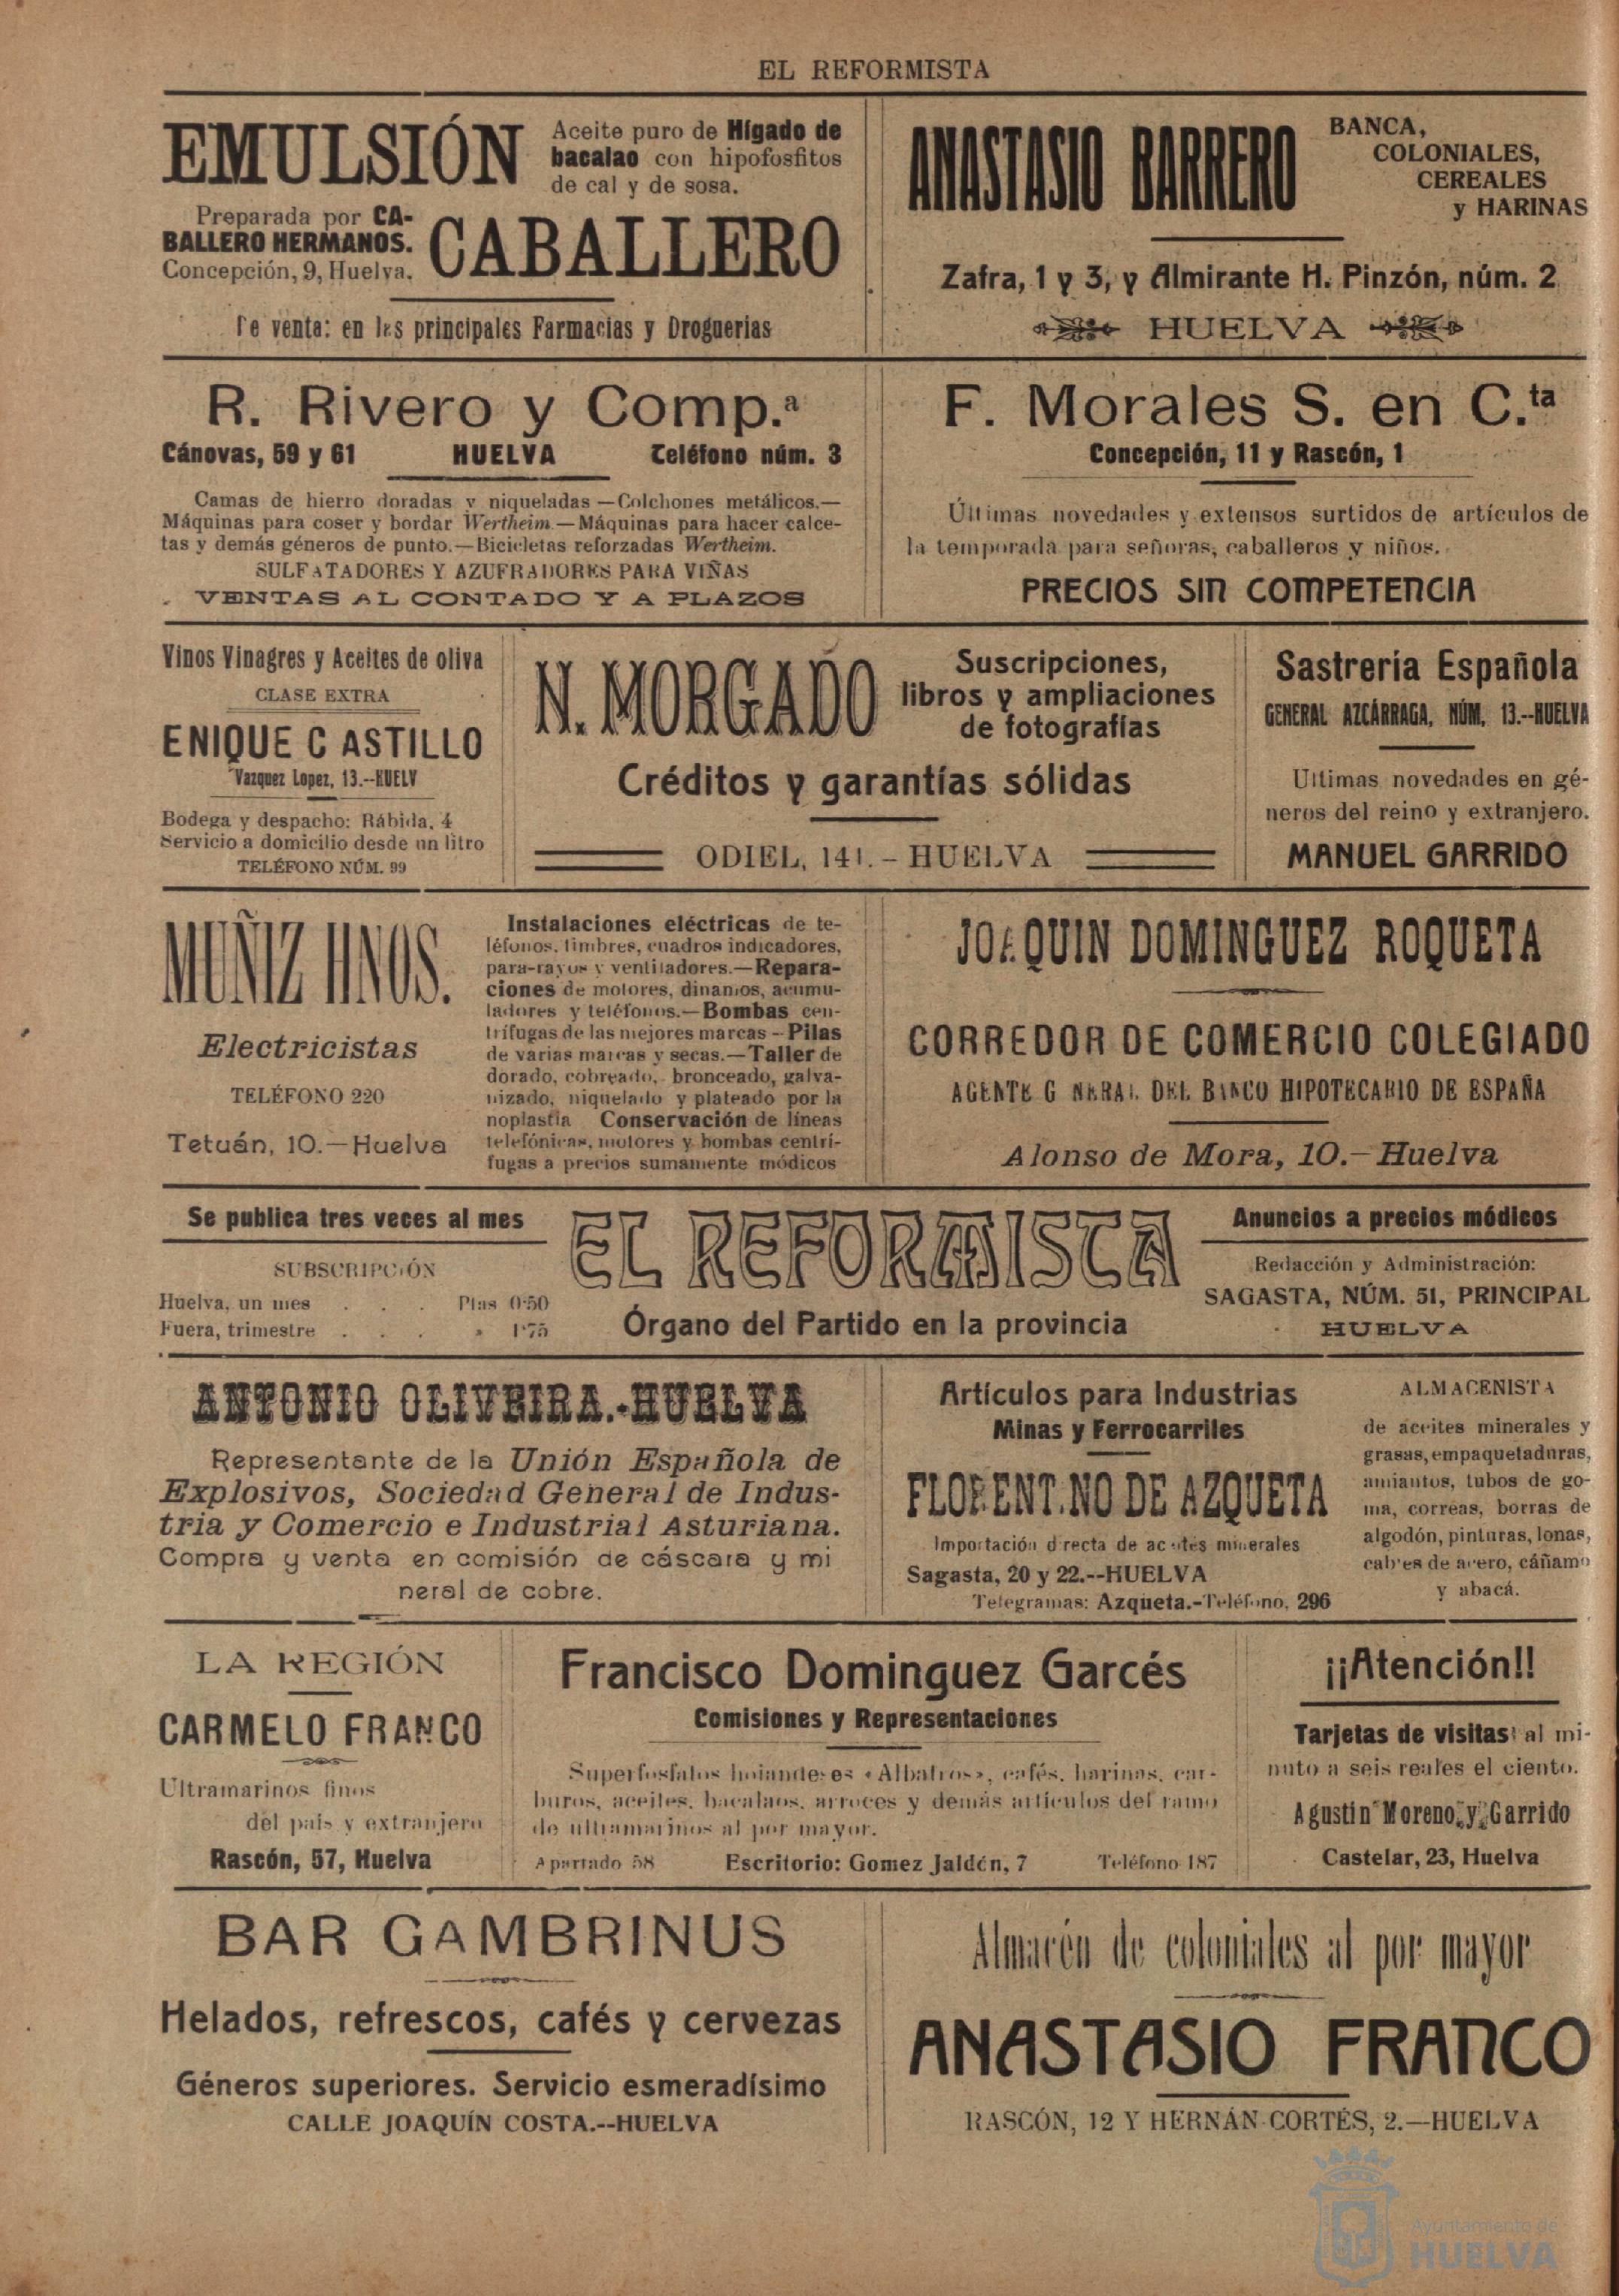 EL REFORMISTA
EMULSIÓN
Aceite puro de Hígado de
bacalao con hipofosfitos
de cal y de sosa.
Preparada por CA-
BALLERO HERMANOS.
Concepción, 9, Huelva.
CABALLERO
De venta: en las principales Farmacias y Droguerias
ANASTASIO BARRERO
BANCA,
COLONIALES,
CEREALES
y HARINAS
Zafra, 1 y 3, y Almirante H. Pinzón, núm. 2
HUELVA
R. Rivero y Comp.ª
Cánovas, 59 y 61 HUELVA Teléfono núm. 3
Camas de hierro doradas y niqueladas—Colchones metálicos.—
Máquinas para coser y bordar Wertheim.—Máquinas para hacer calce-
tas y demás géneros de punto.—Bicicletas reforzadas Wertheim.
SULFATADORES Y AZUFRADORES PARA VIÑAS
VENTAS AL CONTADO Y A PLAZOS
F. Morales S. en C.ta
Concepción, 11 y Rascón, 1
Últimas novedades y extensos surtidos de artículos de
la temporada para señoras, caballeros y niños.
PRECIOS SIN COMPETENCIA
Vinos Vinagres y Aceites de oliva
CLASE EXTRA
ENIQUE C ASTILLO
Vazquez Lopez, 13.--HUELV
Bodega y despacho: Rábida, 4
Servicio a domicilio desde un litro
TELÉFONO NÚM. 99
N. MORGADO
Suscripciones,
libros y ampliaciones
de fotografías
Créditos y garantías sólidas
ODIEL, 141.—HUELVA
Sastrería Española
GENERAL AZCÁRRAGA, NÚM, 13.--HUELVA
Ultimas novedades en gé-
neros del reino y extranjero.
MANUEL GARRIDO
MUÑIZ HNOS.
Electricistas
TELÉFONO 220
Tetuán, 10.—Huelva
Instalaciones eléctricas de te-
léfonos, timbres, cuadros indicadores,
para-rayos y ventiladores.—Repara-
ciones de motores, dinamos, acumu-
ladores y teléfonos.—Bombas cen-
trífugas de las mejores marcas—Pilas
de varias marcas y secas.—Taller de
dorado, cobreado, bronceado, galva-
nizado, niquelado y plateado por la
noplastia Conservación de líneas
telefónicas, motores y bombas centrí-
fugas a precios sumamente módicos
JOAQUIN DOMINGUEZ ROQUETA
CORREDOR DE COMERCIO COLEGIADO
AGENTE G NERAL DEL BANCO HIPOTECARIO DE ESPAÑA
Alonso de Mora, 10.—Huelva
Se publica tres veces al mes
SUBSCRIPCIÓN
Huelva, un mes . . . Ptas 0'50
Fuera, trimestre . . . » 1'75
EL REFORMISTA
Órgano del Partido en la provincia
Anuncios a precios módicos
Redacción y Administración:
SAGASTA, NÚM. 51, PRINCIPAL
HUELVA
ANTONIO OLIVEIRA.-HUELVA
Representante de la Unión Española de
Explosivos, Sociedad General de Indus-
tria y Comercio e Industrial Asturiana.
Compra y venta en comisión de cáscara y mi
neral de cobre.
Artículos para Industrias
Minas y Ferrocarriles
FLORENTINO DE AZQUETA
Importación directa de aceites minerales
Sagasta, 20 y 22.--HUELVA
Telegramas: Azqueta.-Teléfono, 296
ALMACENISTA
de aceites minerales y
grasas, empaquetaduras,
amiantos, tubos de go-
ma, correas, borras de
algodón, pinturas, lonas,
cables de acero, cáñamo
y abacá.
LA REGIÓN
CARMELO FRANCO
Ultramarinos finos
del país y extranjero
Rascón, 57, Huelva
Francisco Dominguez Garcés
Comisiones y Representaciones
Superfosfatos holandeses «Albatros», cafés, harinas, car-
buros, aceites, bacalaos, arroces y demás artículos del ramo
de ultramarinos al por mayor.
Apartado 58 Escritorio: Gomez Jaldón, 7 Teléfono 187
¡¡Atención!!
Tarjetas de visitas: al mi-
nuto a seis reales el ciento.
Agustin Moreno y Garrido
Castelar, 23, Huelva
BAR GAMBRINUS
Helados, refrescos, cafés y cervezas
Géneros superiores. Servicio esmeradísimo
CALLE JOAQUÍN COSTA.--HUELVA
Almacén de coloniales al por mayor
ANASTASIO FRANCO
RASCÓN, 12 Y HERNÁN CORTÉS, 2.—HUELVA
Ayuntamiento de
HUELVA